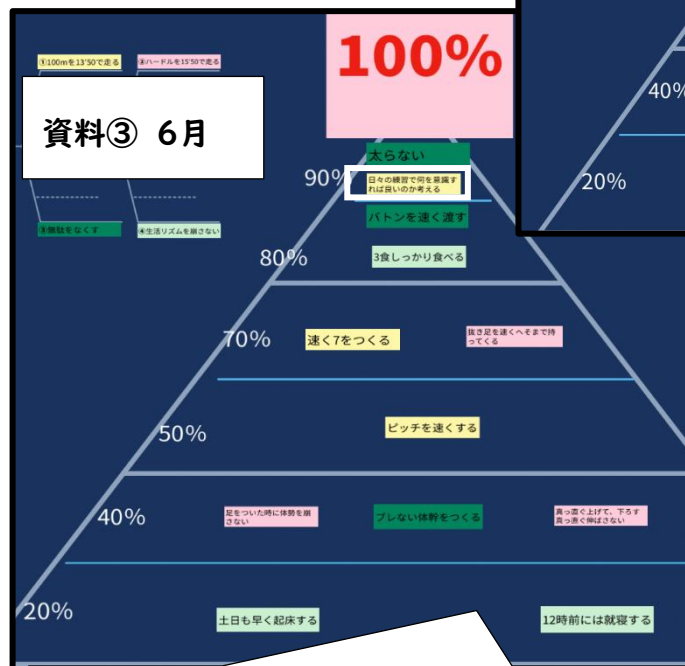 ①100mを13'50で走る
②ハードルを15'50で走る
資料③ 6月
③無駄をなくす
④生活リズムを崩さない
100%
太らない
90%
日々の練習で何を意識す
れば良いのか考える
バトンを速く渡す
80%
3食しっかり食べる
70%
速く7をつくる
抜き足を速くへそまで持
ってくる
50%
ピッチを速くする
40%
足をついた時に体勢を崩
さない
ブレない体幹をつくる
真っ直ぐ上げて、下ろす
真っ直ぐ伸ばさない
20%
土日も早く起床する
12時前には就寝する
40%
20%